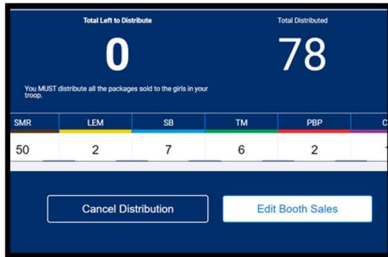 Total Left to Distribute Total Distributed
0 78
You MUST distribute all the packages sold to the girls in your
troop.
SMR LEM SB TM PBP C
50 2 7 6 2
Cancel Distribution Edit Booth Sales